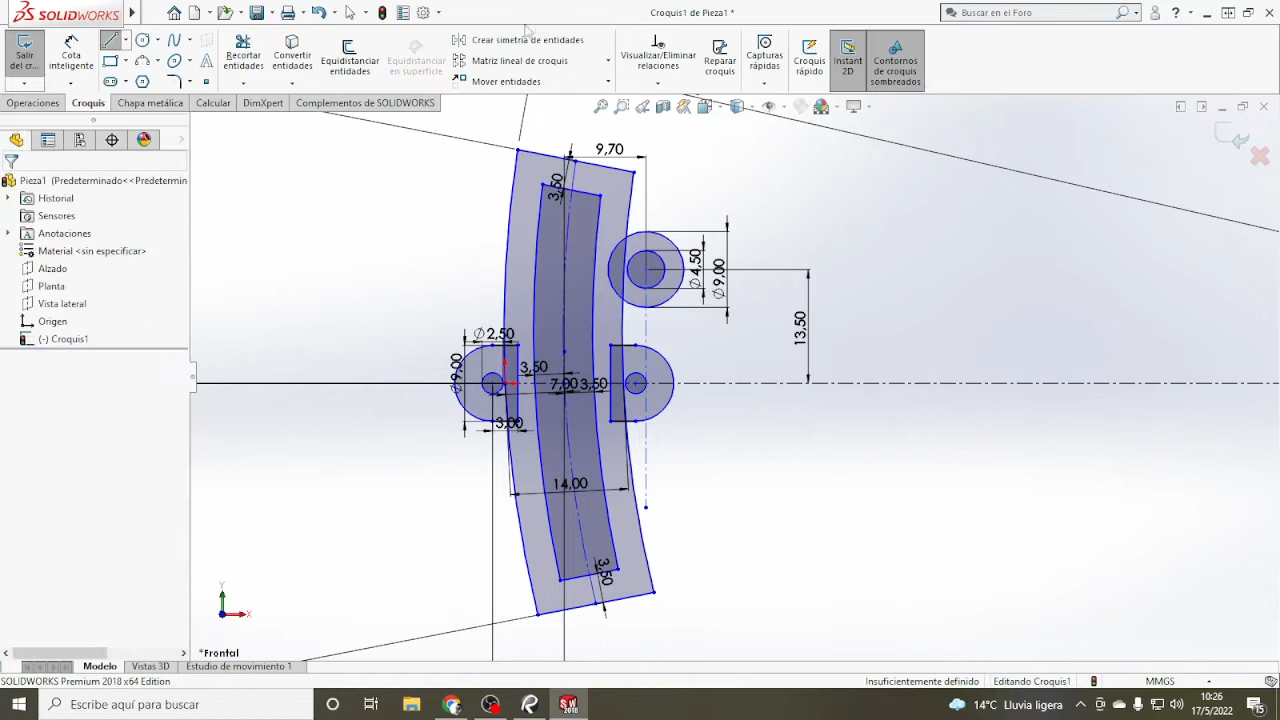 3S SOLIDWORKS
Croquis1 de Pieza1 *
Buscar en el Foro
Salir del cr...
Cota inteligente
Recortar entidades
Convertir entidades
Equidistanciar entidades
Equidistanciar en superficie
Crear simetría de entidades
Matriz lineal de croquis
Mover entidades
Visualizar/Eliminar relaciones
Reparar croquis
Capturas rápidas
Croquis rápido
Instant 2D
Contornos de croquis sombreados
Operaciones
Croquis
Chapa metálica
Calcular
DimXpert
Complementos de SOLIDWORKS
Pieza1 (Predeterminado<<Predetermin
Historial
Sensores
Anotaciones
Material <sin especificar>
Alzado
Planta
Vista lateral
Origen
(-) Croquis1
9,70
3,50
∅4,50
∅9,00
13,50
∅2,50
∅9,00
3,50
7,00
3,50
3,00
14,00
3,50
Y
X
*Frontal
Modelo
Vistas 3D
Estudio de movimiento 1
SOLIDWORKS Premium 2018 x64 Edition
Insuficientemente definido
Editando Croquis1
MMGS
Escribe aquí para buscar
SW
2018
14°C
Lluvia ligera
10:26
17/5/2022
15